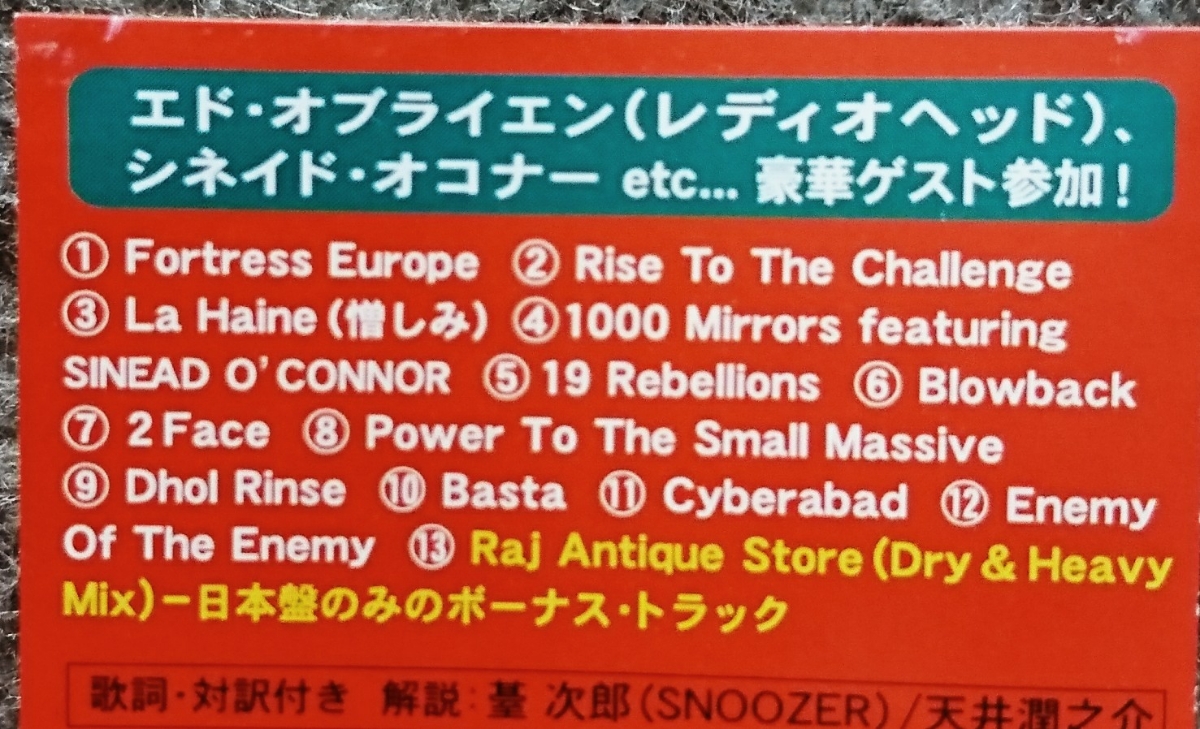 エド・オブライエン(レディオヘッド)、
シネイド・オコナー etc... 豪華ゲスト参加!
① Fortress Europe ② Rise To The Challenge
③ La Haine (憎しみ) ④1000 Mirrors featuring
SINEAD O'CONNOR ⑤ 19 Rebellions ⑥ Blowback
⑦ 2 Face ⑧ Power To The Small Massive
⑨ Dhol Rinse ⑩ Basta ⑪ Cyberabad ⑫ Enemy
Of The Enemy ⑬ Raj Antique Store (Dry & Heavy
Mix)ー日本盤のみのボーナス・トラック
歌詞・対訳付き 解説: 次郎(SNOOZER)/天井潤之介